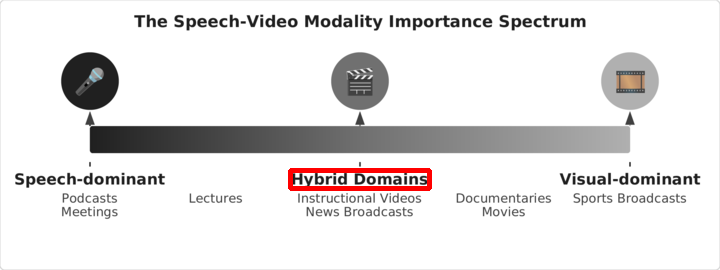 The Speech-Video Modality Importance Spectrum
Speech-dominant
Hybrid Domains
Visual-dominant
Podcasts
Meetings
Lectures
Instructional Videos
News Broadcasts
Documentaries
Movies
Sports Broadcasts